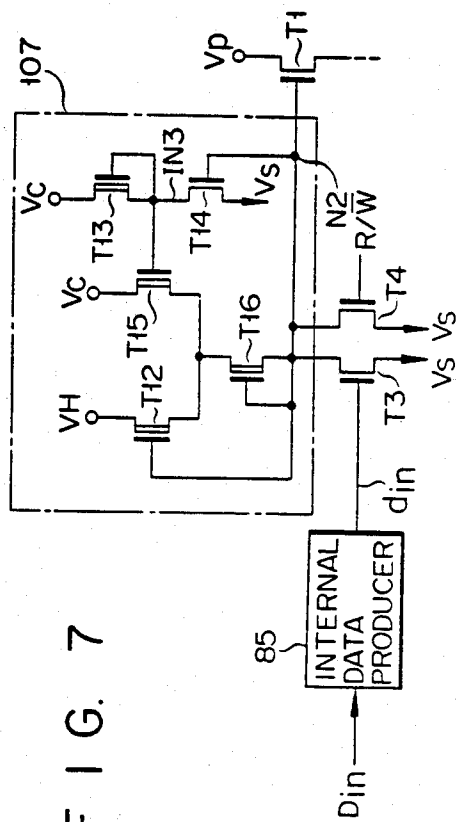 FIG. 7
107
VH
VC
VC
Vp
T12
T15
T13
IN3
T14
VS
T1
T16
N2
R/W̅
T4
T3
VS
VS
din
85
INTERNAL
DATA
PRODUCER
Din